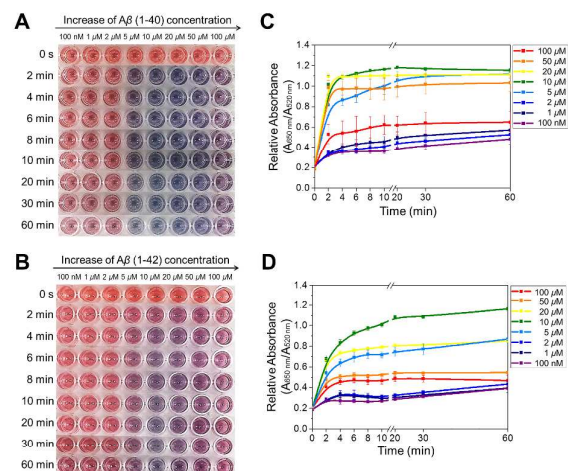 A
Increase of Aβ (1-40) concentration
100 nM 1 μM 2 μM 5 μM 10 μM 20 μM 50 μM 100 μM
0 s
2 min
4 min
6 min
8 min
10 min
20 min
30 min
60 min
B
Increase of Aβ (1-42) concentration
100 nM 1 μM 2 μM 5 μM 10 μM 20 μM 50 μM 100 μM
0 s
2 min
4 min
6 min
8 min
10 min
20 min
30 min
60 min
C
Relative Absorbance
(A650 nm/A520 nm)
1.4
1.2
1.0
0.8
0.6
0.4
0.2
0.0
0 2 4 6 8 10 20 30 60
Time (min)
100 μM
50 μM
20 μM
10 μM
5 μM
2 μM
1 μM
100 nM
D
Relative Absorbance
(A650 nm/A520 nm)
1.4
1.2
1.0
0.8
0.6
0.4
0.2
0.0
0 2 4 6 8 10 20 30 60
Time (min)
100 μM
50 μM
20 μM
10 μM
5 μM
2 μM
1 μM
100 nM